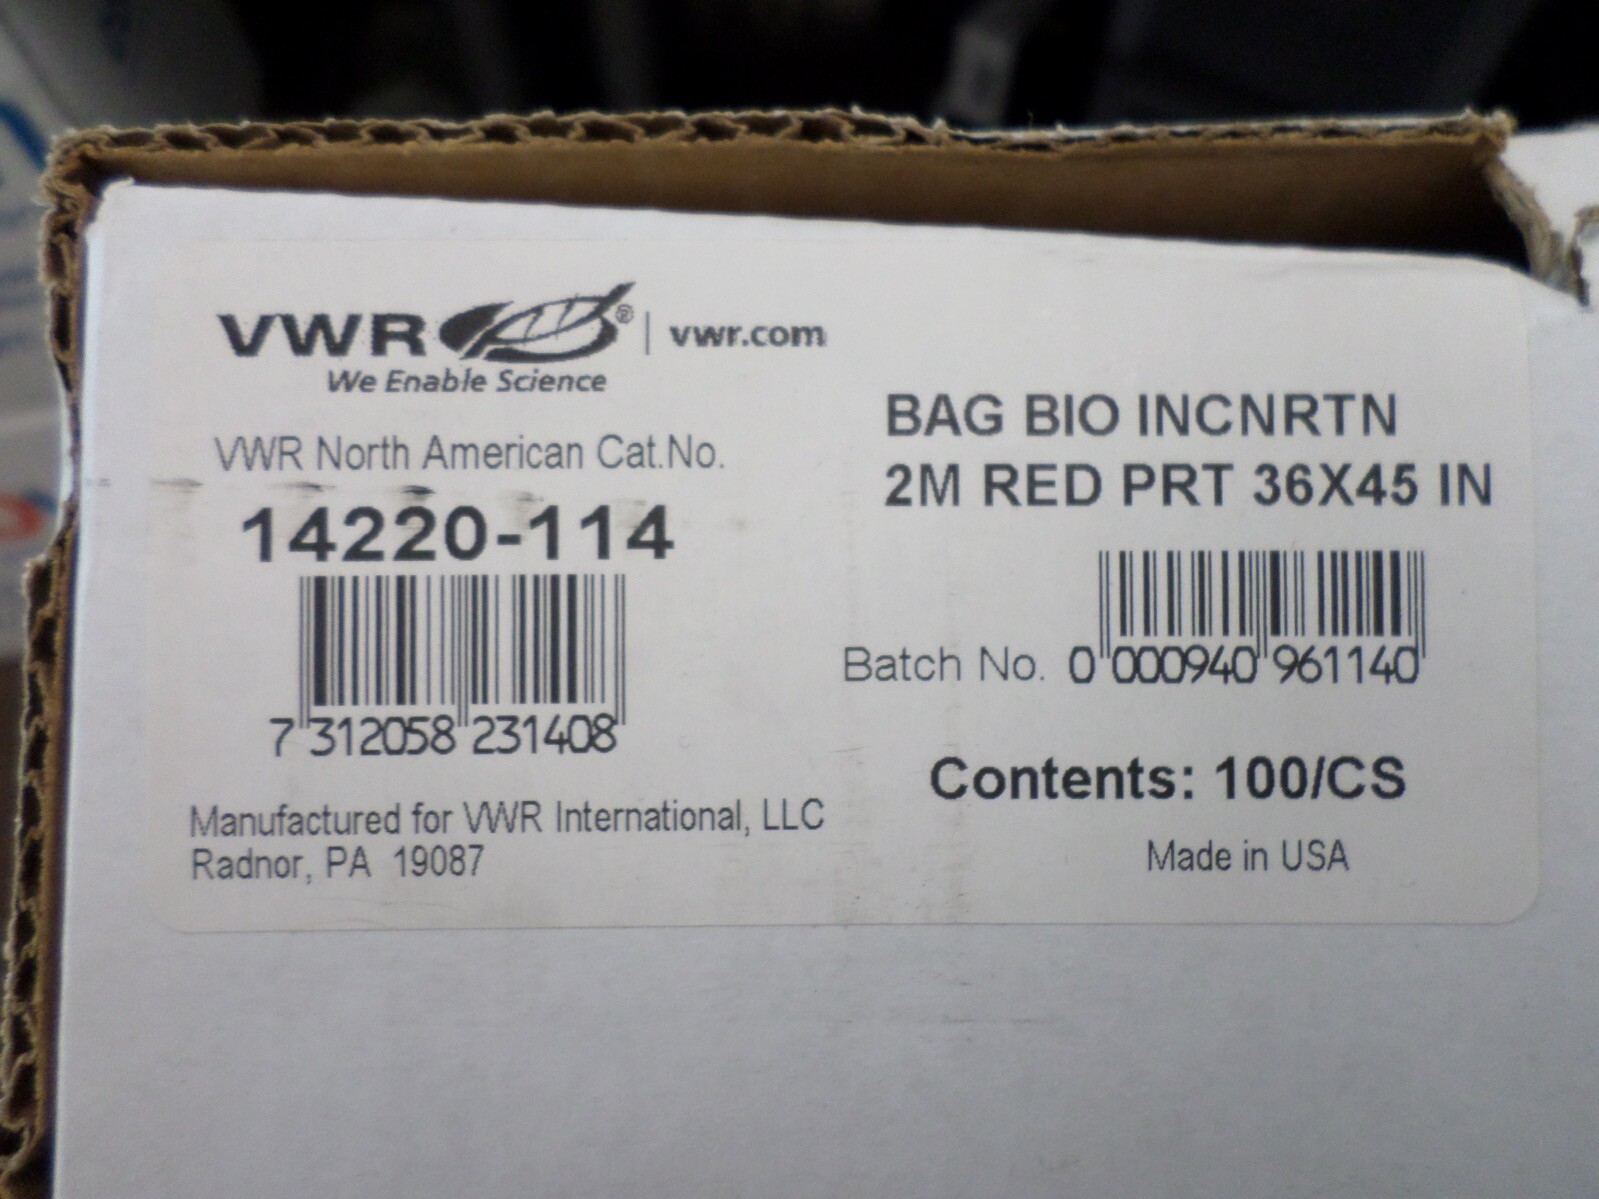 VWR® | vwr.com
We Enable Science
VWR North American Cat.No.
14220-114
7 312058 231408
Manufactured for VWR International, LLC
Radnor, PA 19087
BAG BIO INCNRTN
2M RED PRT 36X45 IN
Batch No. 0 000940 961140
Contents: 100/CS
Made in USA